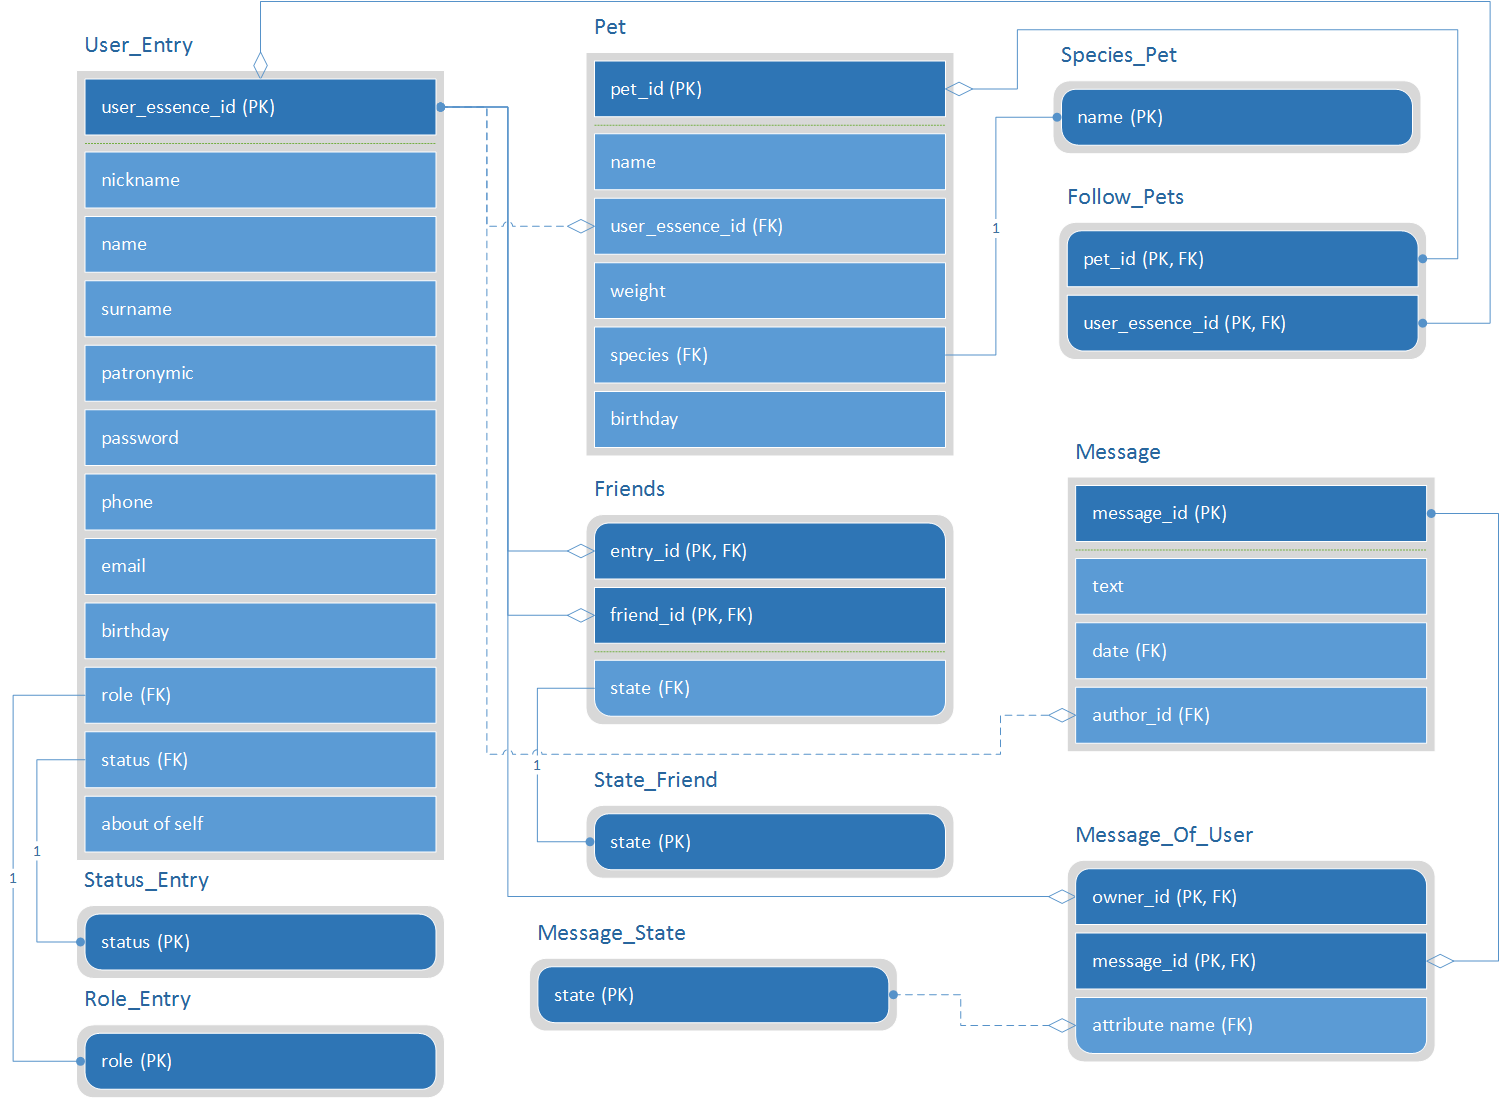 User_Entry
user_essence_id (PK)
nickname
name
surname
patronymic
password
phone
email
birthday
role (FK)
status (FK)
about of self
1
1
Status_Entry
status (PK)
Role_Entry
role (PK)
Pet
pet_id (PK)
name
user_essence_id (FK)
weight
species (FK)
birthday
1
Friends
entry_id (PK, FK)
friend_id (PK, FK)
state (FK)
1
State_Friend
state (PK)
Message_State
state (PK)
Species_Pet
name (PK)
Follow_Pets
pet_id (PK, FK)
user_essence_id (PK, FK)
Message
message_id (PK)
text
date (FK)
author_id (FK)
Message_Of_User
owner_id (PK, FK)
message_id (PK, FK)
attribute name (FK)